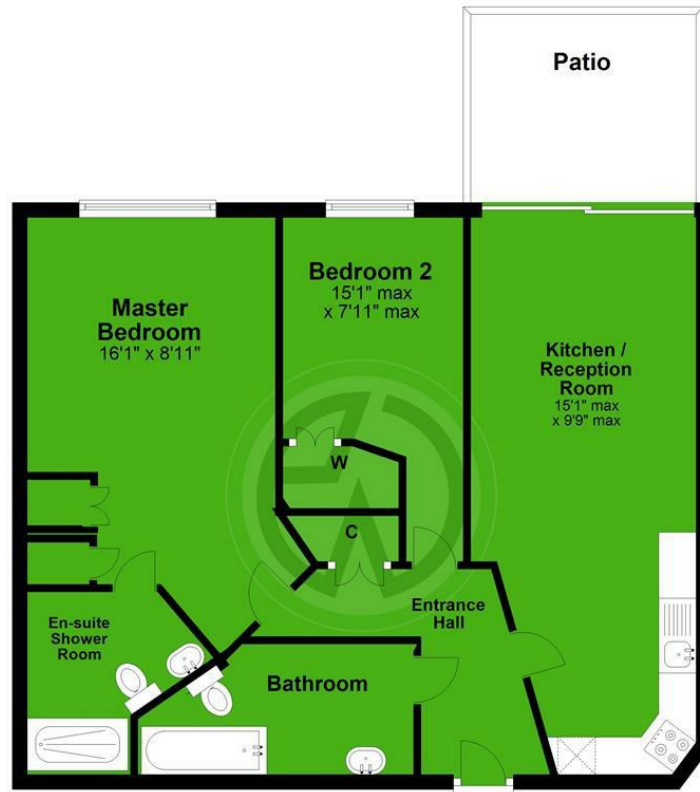 Patio
Master
Bedroom
16'1" x 8'11"
Bedroom 2
15'1" max
x 7'11" max
Kitchen /
Reception
Room
15'1" max
x 9'9" max
W
C
Entrance
Hall
En-suite
Shower
Room
Bathroom